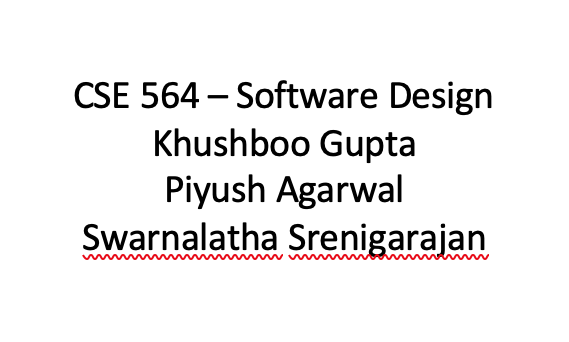 CSE 564 – Software Design
Khushboo Gupta
Piyush Agarwal
Swarnalatha Srenigarajan